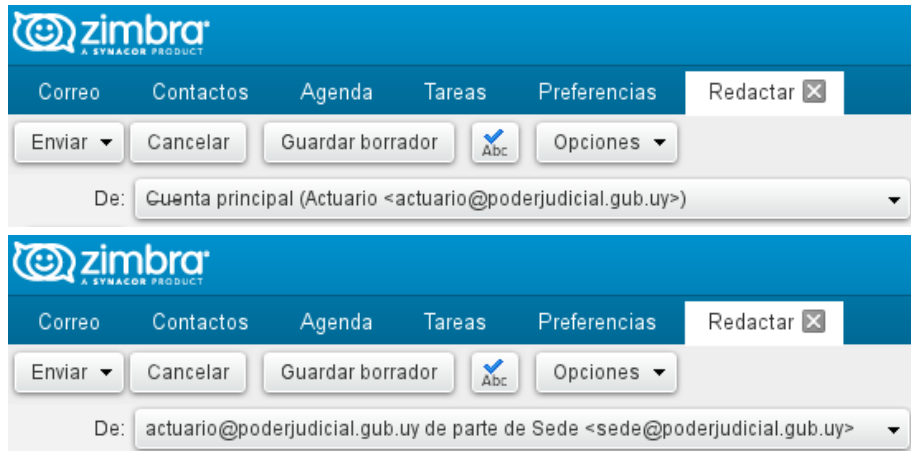 zimbra
A SYNACOR PRODUCT
Correo Contactos Agenda Tareas Preferencias Redactar
Enviar Cancelar Guardar borrador Abc Opciones
De: Cuenta principal (Actuario <actuario@poderjudicial.gub.uy>)
zimbra
A SYNACOR PRODUCT
Correo Contactos Agenda Tareas Preferencias Redactar
Enviar Cancelar Guardar borrador Abc Opciones
De: actuario@poderjudicial.gub.uy de parte de Sede <sede@poderjudicial.gub.uy>